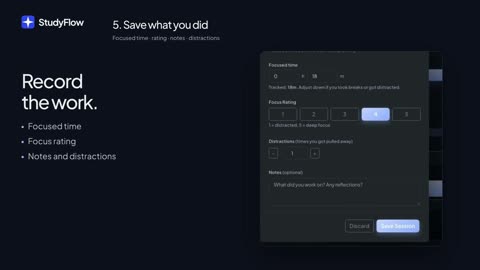 StudyFlow
5. Save what you did
Focused time · rating · notes · distractions
Record
the work.
• Focused time
• Focus rating
• Notes and distractions
Focused time
0 h 18 m
Tracked: 18m. Adjust down if you took breaks or got distracted.
Focus Rating
1 2 3 4 5
1 = distracted, 5 = deep focus
Distractions (times you got pulled away)
- 1 +
Notes (optional)
What did you work on? Any reflections?
Discard Save Session